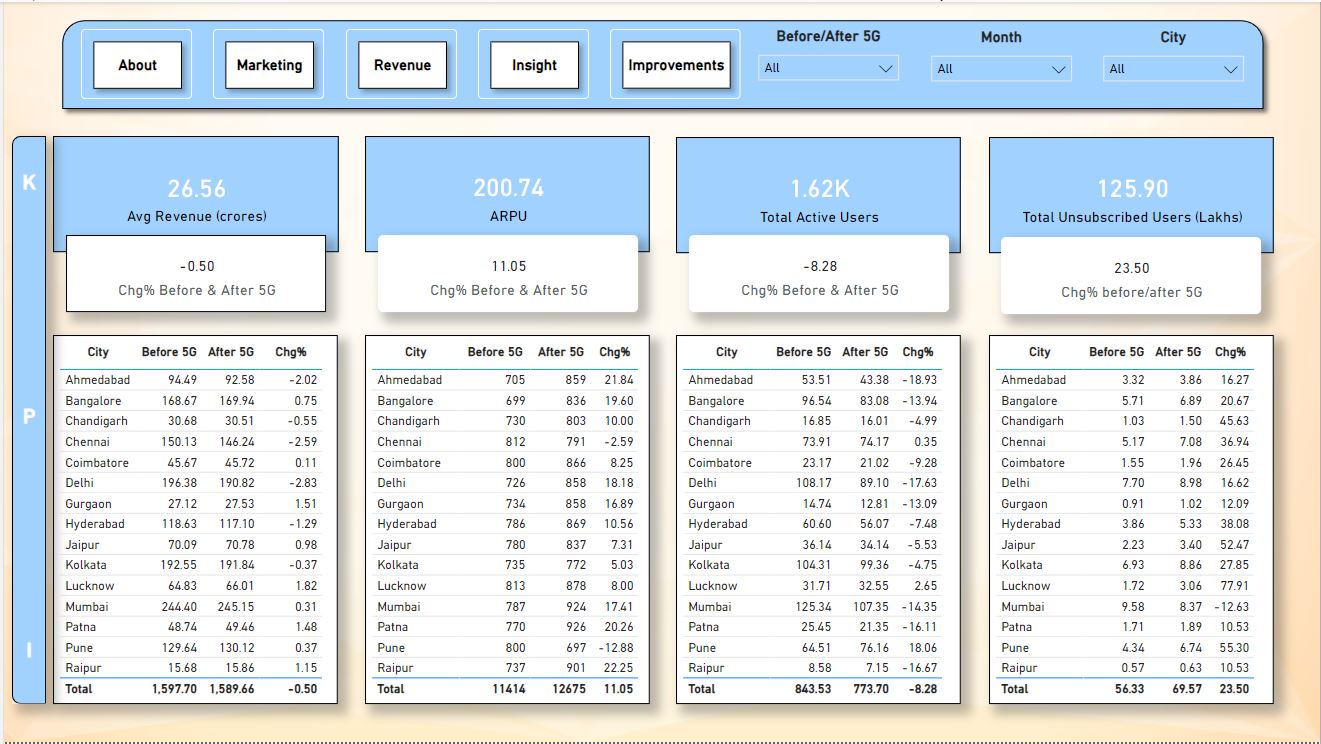 Before/After 5G Month City
About Marketing Revenue Insight Improvements All All All
K
P
I
26.56
Avg Revenue (crores)
-0.50
Chg% Before & After 5G
200.74
ARPU
11.05
Chg% Before & After 5G
1.62K
Total Active Users
-8.28
Chg% Before & After 5G
125.90
Total Unsubscribed Users (Lakhs)
23.50
Chg% before/after 5G
City Before 5G After 5G Chg%
Ahmedabad 94.49 92.58 -2.02
Bangalore 168.67 169.94 0.75
Chandigarh 30.68 30.51 -0.55
Chennai 150.13 146.24 -2.59
Coimbatore 45.67 45.72 0.11
Delhi 196.38 190.82 -2.83
Gurgaon 27.12 27.53 1.51
Hyderabad 118.63 117.10 -1.29
Jaipur 70.09 70.78 0.98
Kolkata 192.55 191.84 -0.37
Lucknow 64.83 66.01 1.82
Mumbai 244.40 245.15 0.31
Patna 48.74 49.46 1.48
Pune 129.64 130.12 0.37
Raipur 15.68 15.86 1.15
Total 1,597.70 1,589.66 -0.50
City Before 5G After 5G Chg%
Ahmedabad 705 859 21.84
Bangalore 699 836 19.60
Chandigarh 730 803 10.00
Chennai 812 791 -2.59
Coimbatore 800 866 8.25
Delhi 726 858 18.18
Gurgaon 734 858 16.89
Hyderabad 786 869 10.56
Jaipur 780 837 7.31
Kolkata 735 772 5.03
Lucknow 813 878 8.00
Mumbai 787 924 17.41
Patna 770 926 20.26
Pune 800 697 -12.88
Raipur 737 901 22.25
Total 11414 12675 11.05
City Before 5G After 5G Chg%
Ahmedabad 53.51 43.38 -18.93
Bangalore 96.54 83.08 -13.94
Chandigarh 16.85 16.01 -4.99
Chennai 73.91 74.17 0.35
Coimbatore 23.17 21.02 -9.28
Delhi 108.17 89.10 -17.63
Gurgaon 14.74 12.81 -13.09
Hyderabad 60.60 56.07 -7.48
Jaipur 36.14 34.14 -5.53
Kolkata 104.31 99.36 -4.75
Lucknow 31.71 32.55 2.65
Mumbai 125.34 107.35 -14.35
Patna 25.45 21.35 -16.11
Pune 64.51 76.16 18.06
Raipur 8.58 7.15 -16.67
Total 843.53 773.70 -8.28
City Before 5G After 5G Chg%
Ahmedabad 3.32 3.86 16.27
Bangalore 5.71 6.89 20.67
Chandigarh 1.03 1.50 45.63
Chennai 5.17 7.08 36.94
Coimbatore 1.55 1.96 26.45
Delhi 7.70 8.98 16.62
Gurgaon 0.91 1.02 12.09
Hyderabad 3.86 5.33 38.08
Jaipur 2.23 3.40 52.47
Kolkata 6.93 8.86 27.85
Lucknow 1.72 3.06 77.91
Mumbai 9.58 8.37 -12.63
Patna 1.71 1.89 10.53
Pune 4.34 6.74 55.30
Raipur 0.57 0.63 10.53
Total 56.33 69.57 23.50